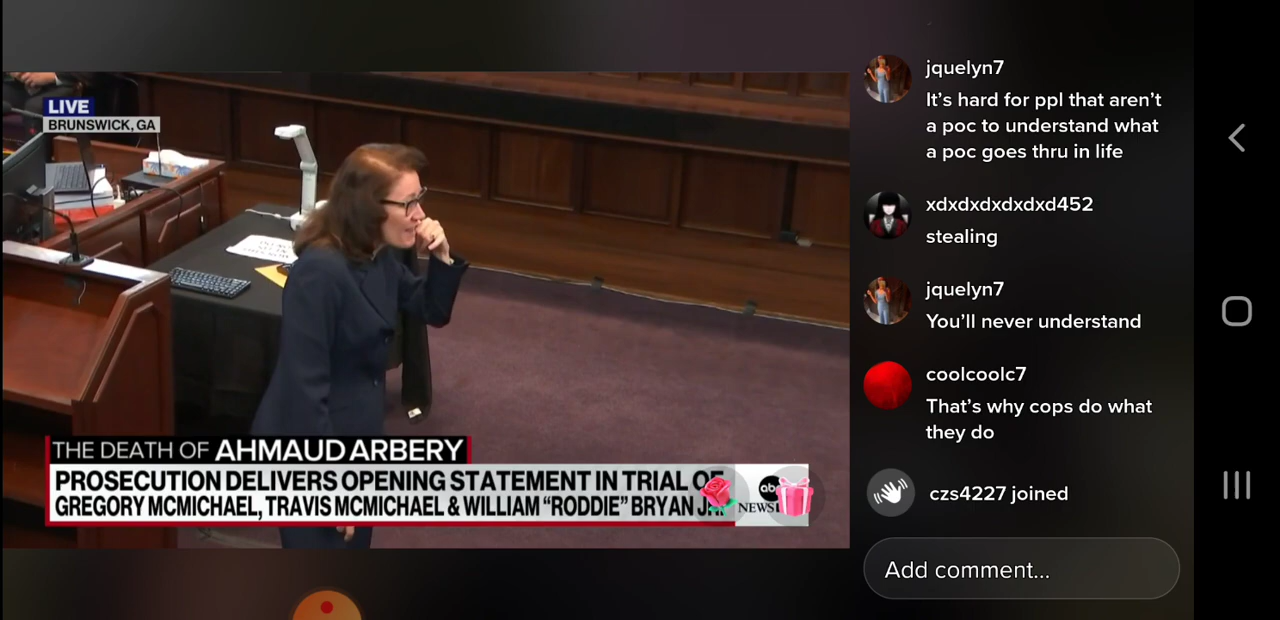 LIVE
BRUNSWICK, GA
THE DEATH OF AHMAUD ARBERY
PROSECUTION DELIVERS OPENING STATEMENT IN TRIAL OF
GREGORY MCMICHAEL, TRAVIS MCMICHAEL & WILLIAM “RODDIE” BRYAN
abc
NEWS
jquelyn7
It’s hard for ppl that aren’t
a poc to understand what
a poc goes thru in life
xdxdxdxdxdxd452
stealing
jquelyn7
You’ll never understand
coolcoolc7
That’s why cops do what
they do
czs4227 joined
Add comment...